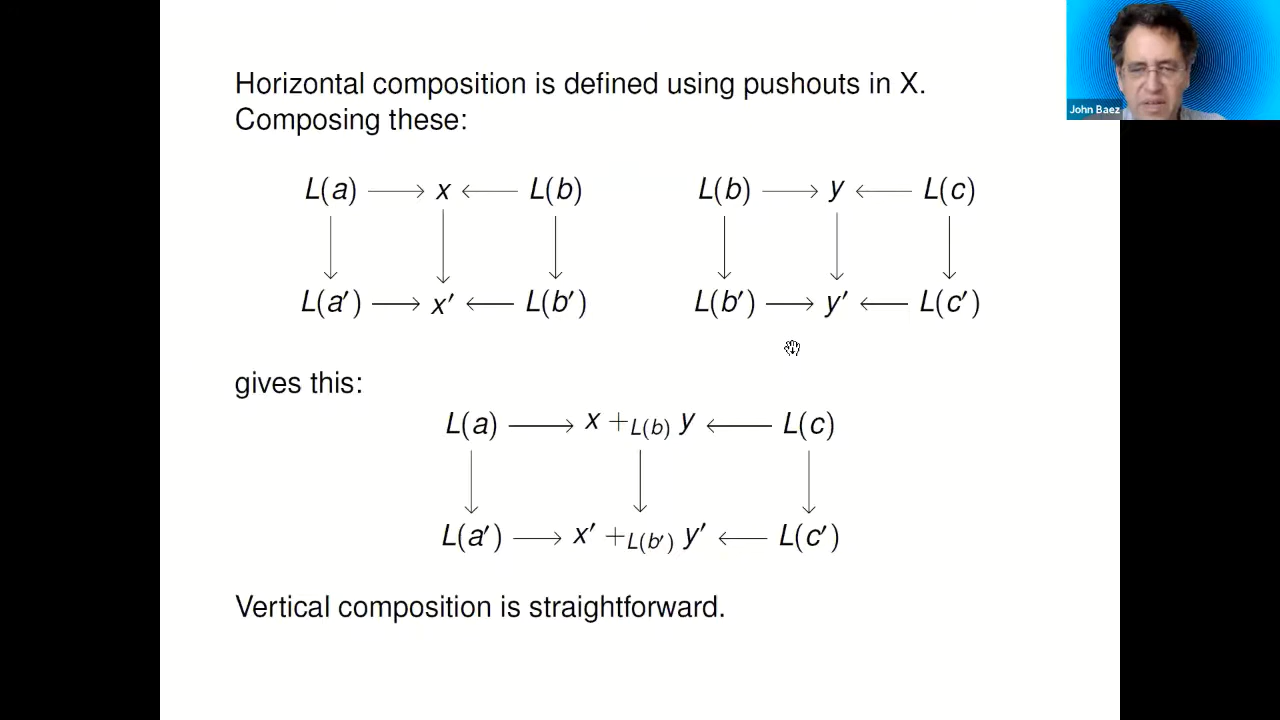 Horizontal composition is defined using pushouts in X.
Composing these:
John Baez
L(a) ⟶ x ⟵ L(b) L(b) ⟶ y ⟵ L(c)
L(a′) ⟶ x′ ⟵ L(b′) L(b′) ⟶ y′ ⟵ L(c′)
gives this:
L(a) ⟶ x +_{L(b)} y ⟵ L(c)
L(a′) ⟶ x′ +_{L(b′)} y′ ⟵ L(c′)
Vertical composition is straightforward.